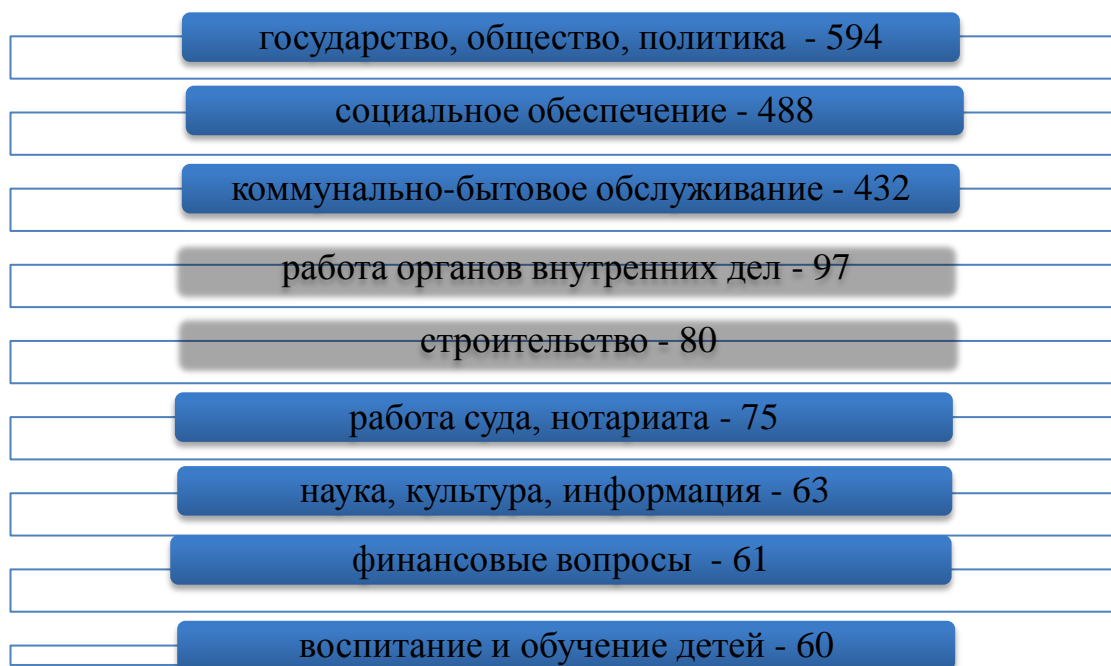 государство, общество, политика - 594
социальное обеспечение - 488
коммунально-бытовое обслуживание - 432
работа органов внутренних дел - 97
строительство - 80
работа суда, нотариата - 75
наука, культура, информация - 63
финансовые вопросы - 61
воспитание и обучение детей - 60